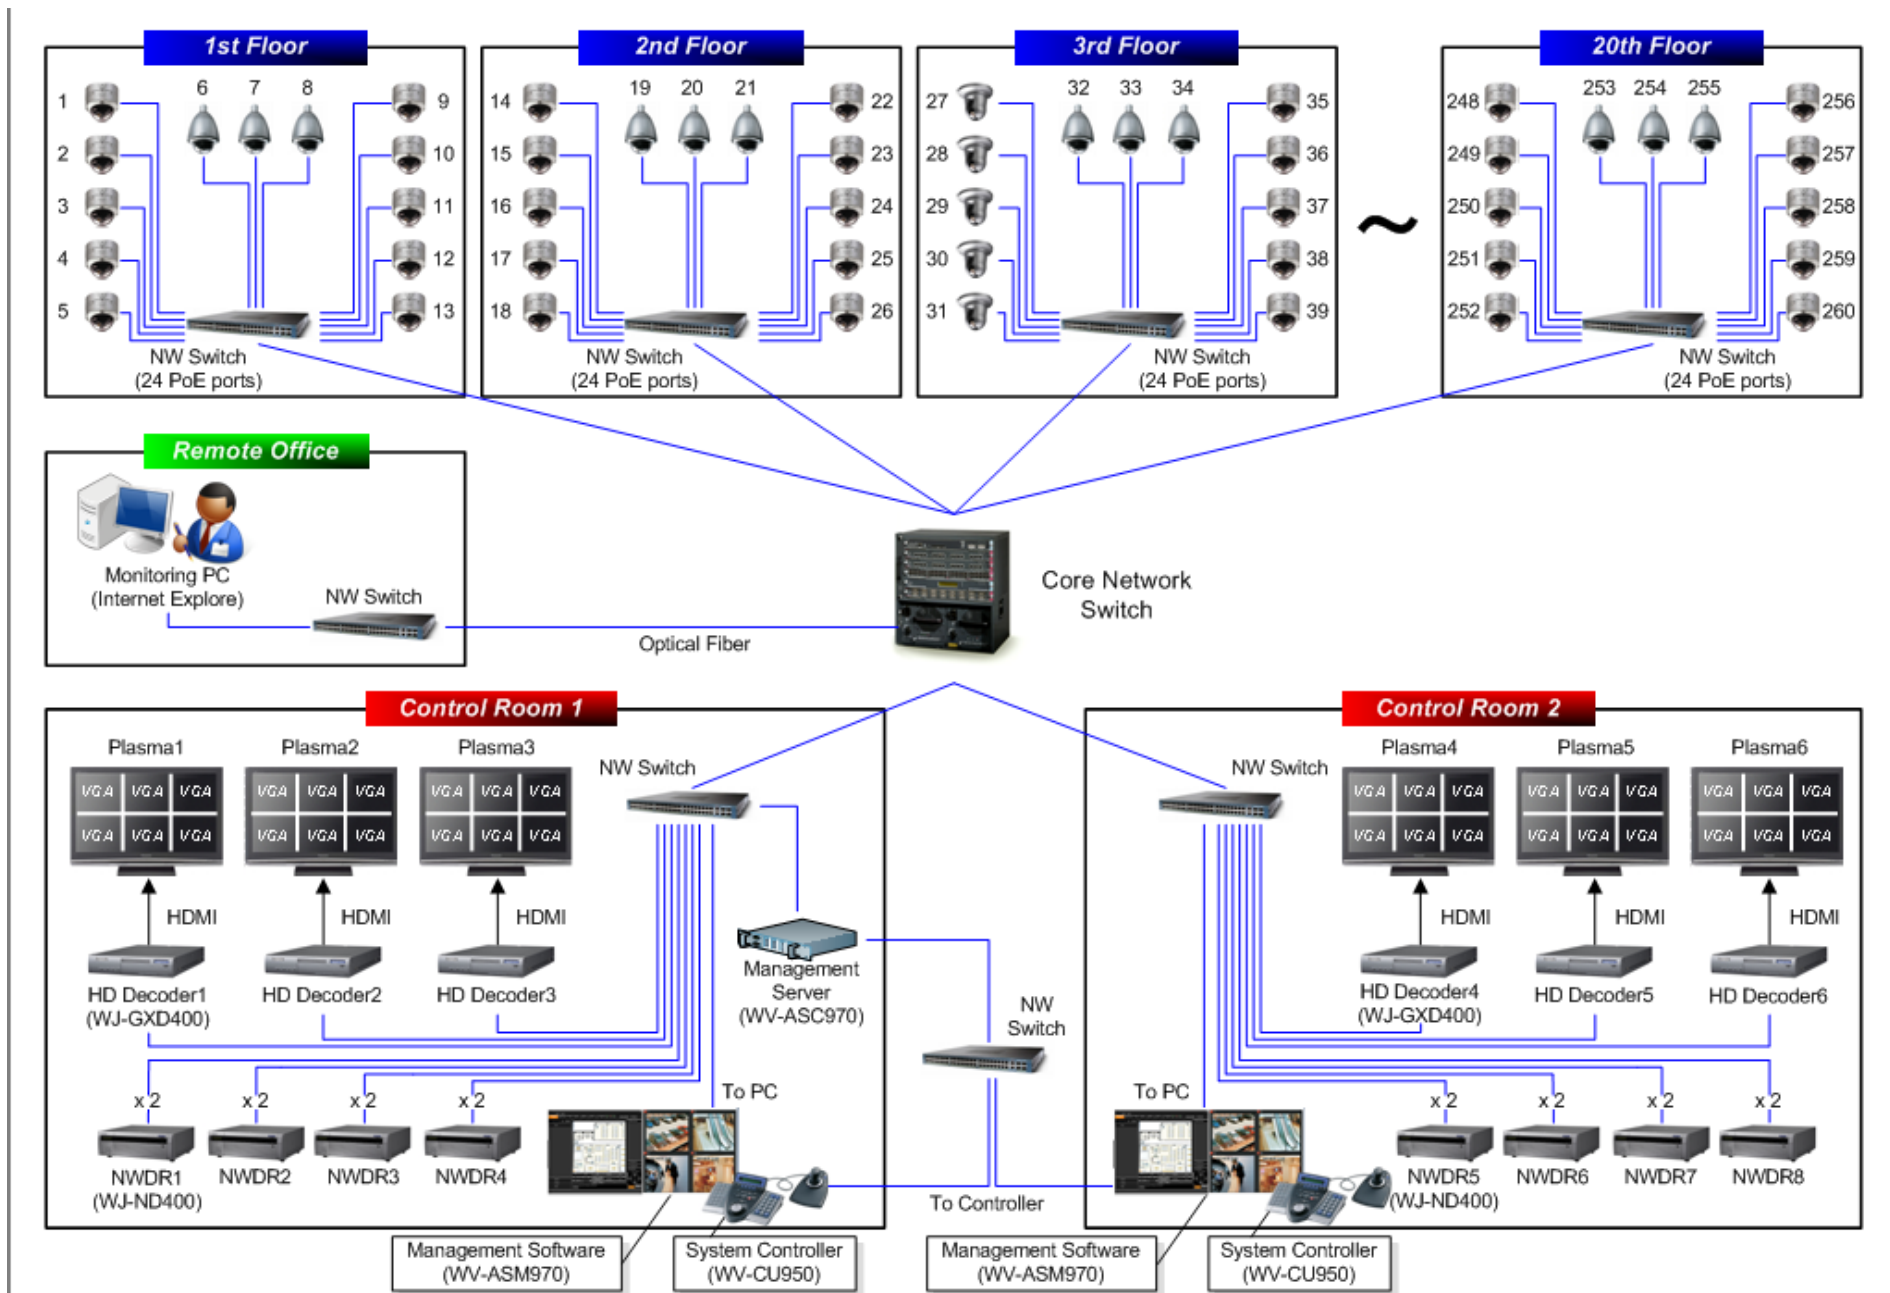 1st Floor
2nd Floor
3rd Floor
20th Floor
1
2
3
4
5
6 7 8
9
10
11
12
13
NW Switch
(24 PoE ports)
14
15
16
17
18
19 20 21
22
23
24
25
26
NW Switch
(24 PoE ports)
27
28
29
30
31
32 33 34
35
36
37
38
39
NW Switch
(24 PoE ports)
~
248
249
250
251
252
253 254 255
256
257
258
259
260
NW Switch
(24 PoE ports)
Remote Office
Monitoring PC
(Internet Explore)
NW Switch
Optical Fiber
Core Network
Switch
Control Room 1
Plasma1
Plasma2
Plasma3
VGA VGA VGA
VGA VGA VGA
VGA VGA VGA
VGA VGA VGA
VGA VGA VGA
VGA VGA VGA
NW Switch
HDMI
HDMI
HDMI
HD Decoder1
(WJ-GXD400)
HD Decoder2
HD Decoder3
Management
Server
(WV-ASC970)
x 2
x 2
x 2
x 2
NWDR1
(WJ-ND400)
NWDR2
NWDR3
NWDR4
To PC
Management Software
(WV-ASM970)
System Controller
(WV-CU950)
NW
Switch
To Controller
Control Room 2
NW Switch
Plasma4
Plasma5
Plasma6
VGA VGA VGA
VGA VGA VGA
VGA VGA VGA
VGA VGA VGA
VGA VGA VGA
VGA VGA VGA
HDMI
HDMI
HDMI
HD Decoder4
(WJ-GXD400)
HD Decoder5
HD Decoder6
To PC
x 2
x 2
x 2
x 2
NWDR5
(WJ-ND400)
NWDR6
NWDR7
NWDR8
Management Software
(WV-ASM970)
System Controller
(WV-CU950)